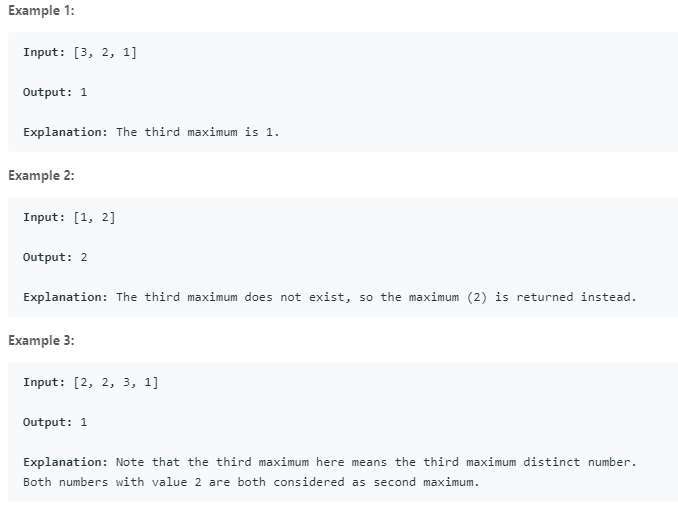 Example 1:
Input: [3, 2, 1]
Output: 1
Explanation: The third maximum is 1.
Example 2:
Input: [1, 2]
Output: 2
Explanation: The third maximum does not exist, so the maximum (2) is returned instead.
Example 3:
Input: [2, 2, 3, 1]
Output: 1
Explanation: Note that the third maximum here means the third maximum distinct number.
Both numbers with value 2 are both considered as second maximum.